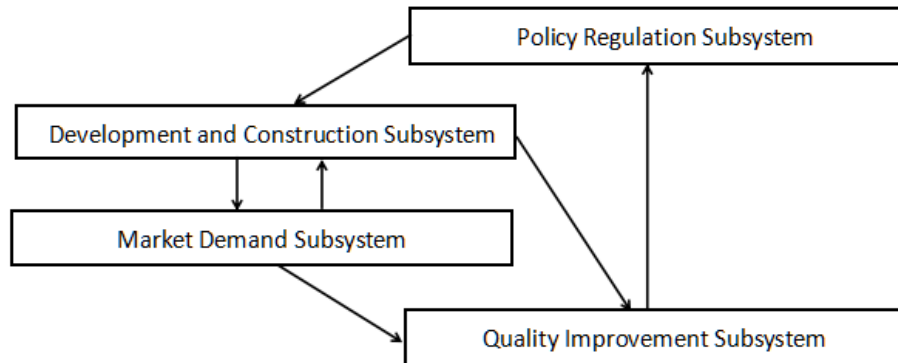 Policy Regulation Subsystem
Development and Construction Subsystem
Market Demand Subsystem
Quality Improvement Subsystem